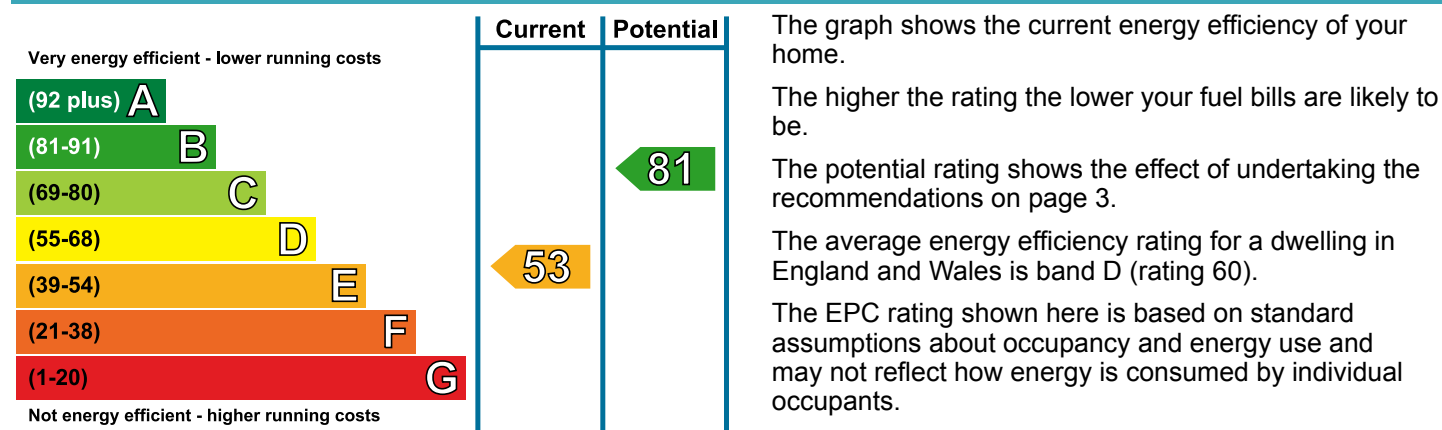 Current Potential
Very energy efficient - lower running costs
(92 plus) A
(81-91) B
(69-80) C
(55-68) D
(39-54) E
(21-38) F
(1-20) G
Not energy efficient - higher running costs
53
81
The graph shows the current energy efficiency of your
home.
The higher the rating the lower your fuel bills are likely to
be.
The potential rating shows the effect of undertaking the
recommendations on page 3.
The average energy efficiency rating for a dwelling in
England and Wales is band D (rating 60).
The EPC rating shown here is based on standard
assumptions about occupancy and energy use and
may not reflect how energy is consumed by individual
occupants.